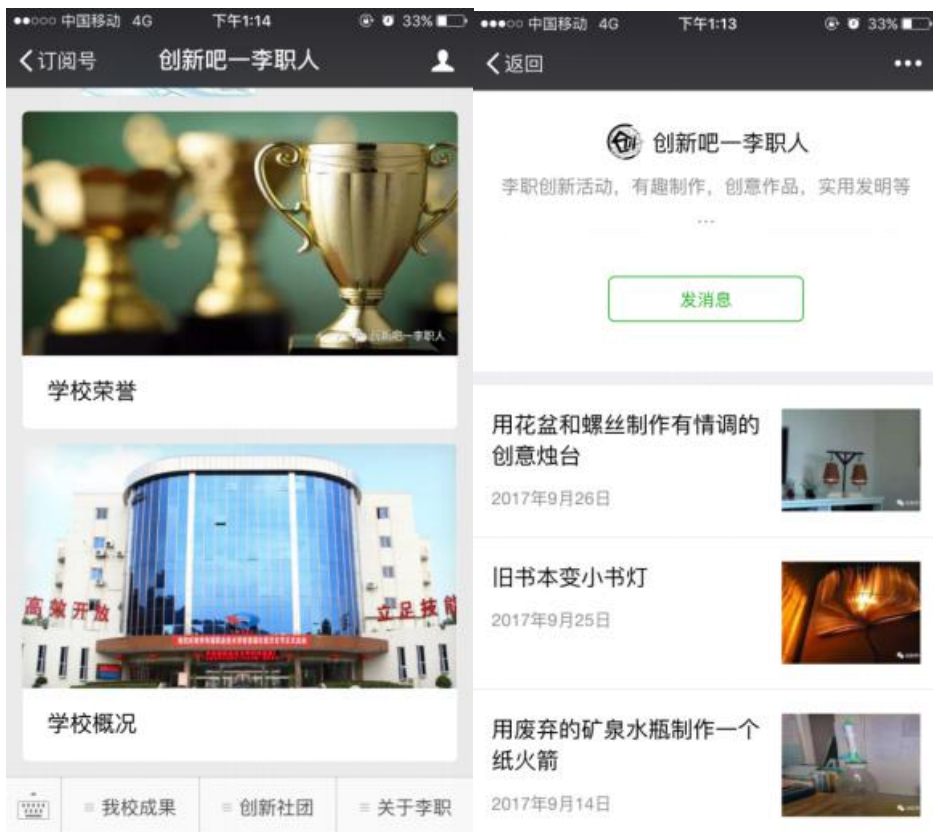 中国移动 4G 下午1:14 33%
订阅号 创新吧一李职人
创新吧一李职人
学校荣誉
高效开放
立足技能
学校概况
我校成果
创新社团
关于李职
中国移动 4G 下午1:13 33%
返回
创新吧一李职人
李职创新活动，有趣制作，创意作品，实用发明等
...
发消息
用花盆和螺丝制作有情调的
创意烛台
2017年9月26日
旧书本变小书灯
2017年9月25日
用废弃的矿泉水瓶制作一个
纸火箭
2017年9月14日